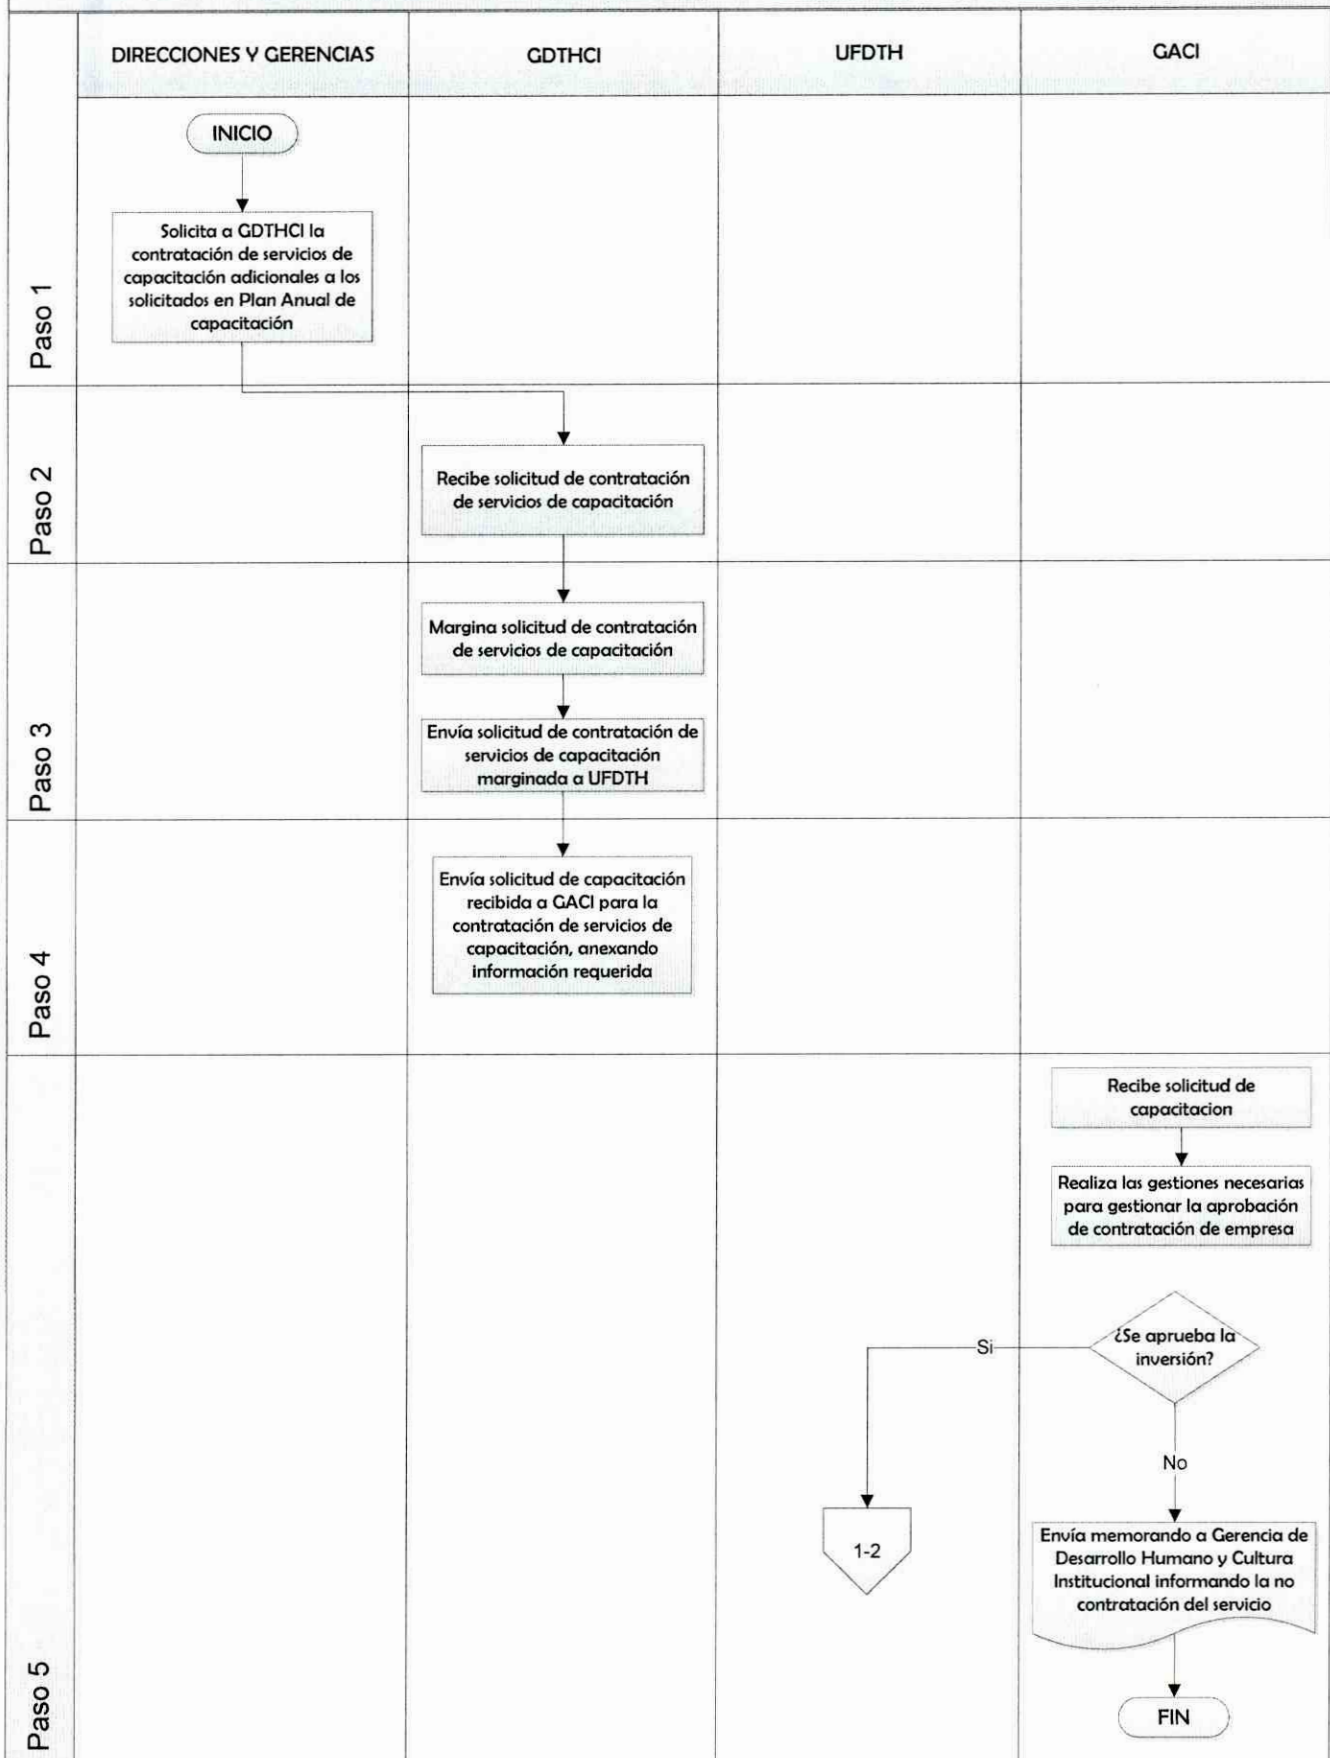 DIRECCIONES Y GERENCIAS
GDTHCI
UFDTH
GACI
Paso 1
INICIO
Solicita a GDTHCI la
contratación de servicios de
capacitación adicionales a los
solicitados en Plan Anual de
capacitación
Paso 2
Recibe solicitud de contratación
de servicios de capacitación
Paso 3
Margina solicitud de contratación
de servicios de capacitación
Envía solicitud de contratación de
servicios de capacitación
marginada a UFDTH
Paso 4
Envía solicitud de capacitación
recibida a GACI para la
contratación de servicios de
capacitación, anexando
información requerida
Paso 5
Recibe solicitud de
capacitacion
Realiza las gestiones necesarias
para gestionar la aprobación
de contratación de empresa
¿Se aprueba la
inversión?
Si
No
1-2
Envía memorando a Gerencia de
Desarrollo Humano y Cultura
Institucional informando la no
contratación del servicio
FIN